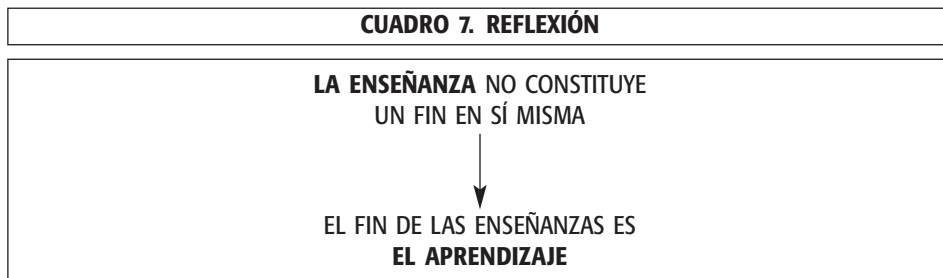 CUADRO 7. REFLEXIÓN
LA ENSEÑANZA NO CONSTITUYE
UN FIN EN SÍ MISMA
EL FIN DE LAS ENSEÑANZAS ES
EL APRENDIZAJE